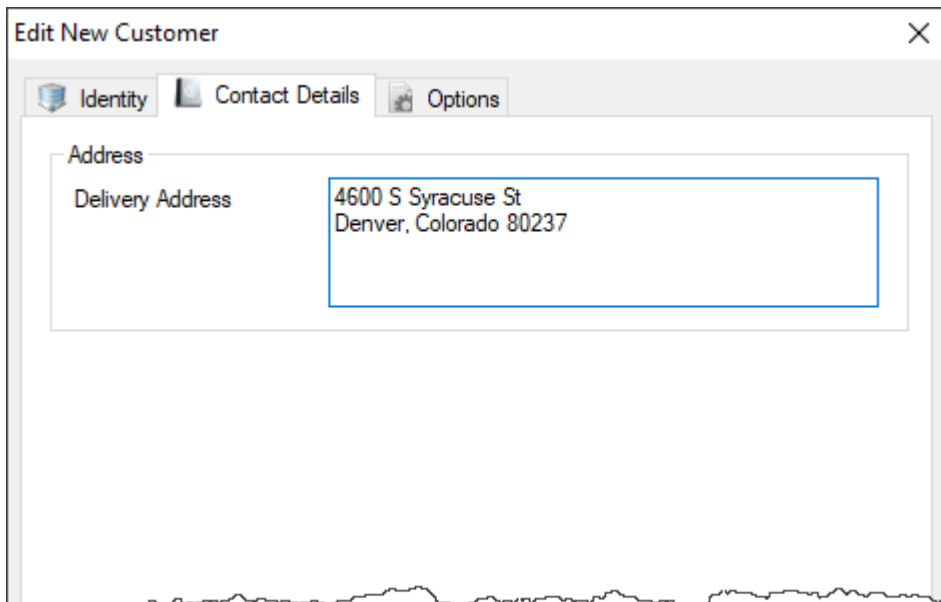 Edit New Customer
Identity
Contact Details
Options
Address
Delivery Address
4600 S Syracuse St
Denver, Colorado 80237